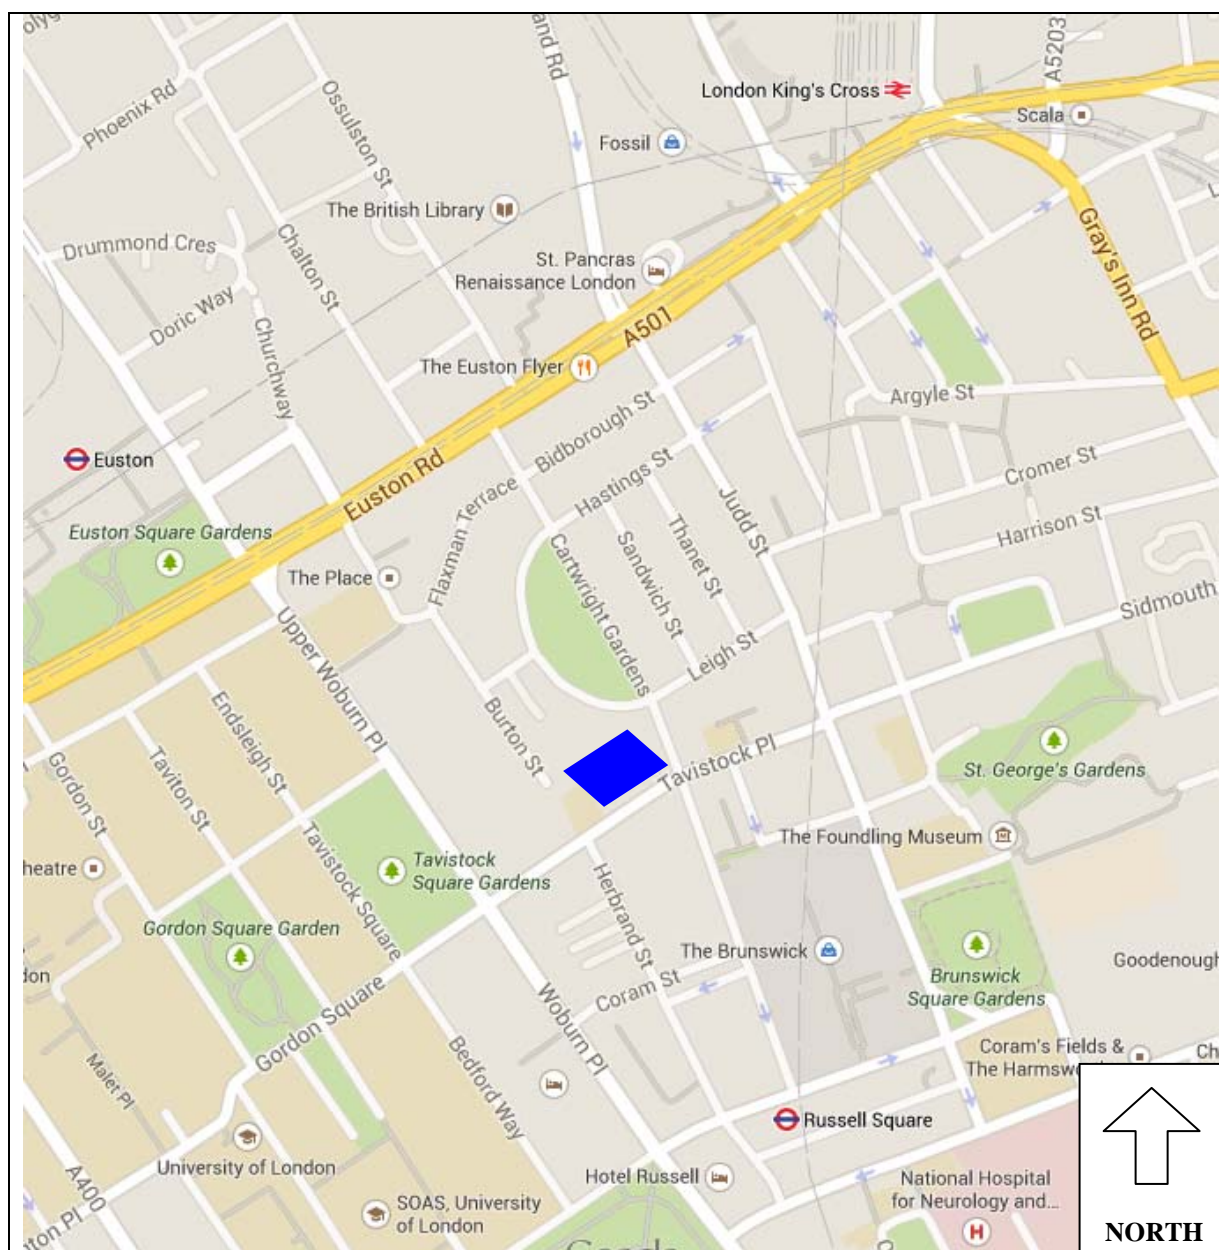 Phoenix Rd
Ossulston St
and Rd
London King's Cross
A5203
Scala
Fossil
The British Library
Drummond Cres
Chalton St
St. Pancras
Renaissance London
Gray's Inn Rd
Doric Way
Churchway
A501
The Euston Flyer
Argyle St
Bidborough St
Euston
Euston Rd
Hastings St
Cromer St
Flaxman Terrace
Judd St
Harrison St
Euston Square Gardens
Thanet St
Sandwich St
Cartwright Gardens
The Place
Sidmouth
Upper Woburn Pl
Leigh St
Endsleigh St
Burton St
Gordon St
Taviton St
Tavistock Pl
St. George's Gardens
The Foundling Museum
heatre
Tavistock
Square Gardens
Tavistock Square
Herbrand St
Gordon Square Garden
The Brunswick
don
Goodenough
Brunswick
Square Gardens
Coram St
Gordon Square
Woburn Pl
Coram's Fields &
The Harmswo
Ch
Malet Pl
Bedford Way
Russell Square
University of London
Hotel Russell
National Hospital
for Neurology and...
A400
SOAS, University
of London
ton Pl
H
NORTH